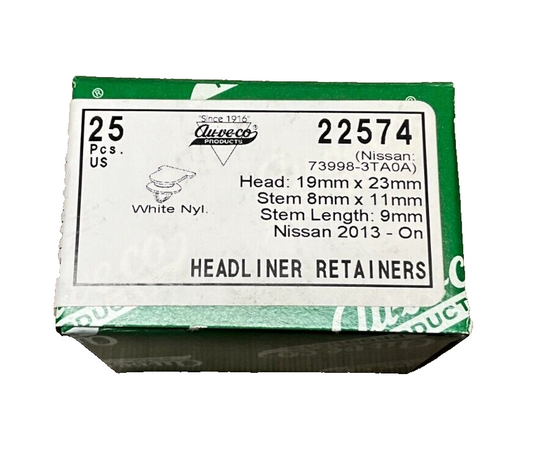 25
Pcs.
US
"Since 1916"
Au-ve-co®
PRODUCTS
22574
(Nissan:
73998-3TA0A)
White Nyl.
Head: 19mm x 23mm
Stem 8mm x 11mm
Stem Length: 9mm
Nissan 2013 - On
HEADLINER RETAINERS